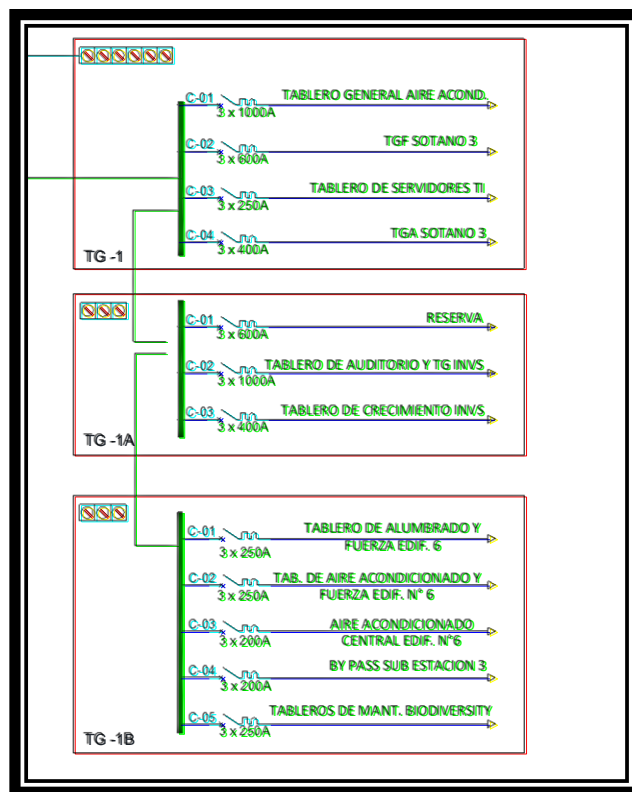 C-01 TABLERO GENERAL AIRE ACOND.
3 x 1000A
C-02 TGF SOTANO 3
3 x 600A
C-03 TABLERO DE SERVIDORES TI
3 x 250A
C-04 TGA SOTANO 3
3 x 400A
TG -1
C-01 RESERVA
3 x 600A
C-02 TABLERO DE AUDITORIO Y TG INVS
3 x 1000A
C-03 TABLERO DE CRECIMIENTO INVS
3 x 400A
TG -1A
C-01 TABLERO DE ALUMBRADO Y
FUERZA EDIF. 6
3 x 250A
C-02 TAB. DE AIRE ACONDICIONADO Y
FUERZA EDIF. N° 6
3 x 250A
C-03 AIRE ACONDICIONADO
CENTRAL EDIF. N°6
3 x 200A
C-04 BY PASS SUB ESTACION 3
3 x 200A
C-05 TABLEROS DE MANT. BIODIVERSITY
3 x 250A
TG -1B